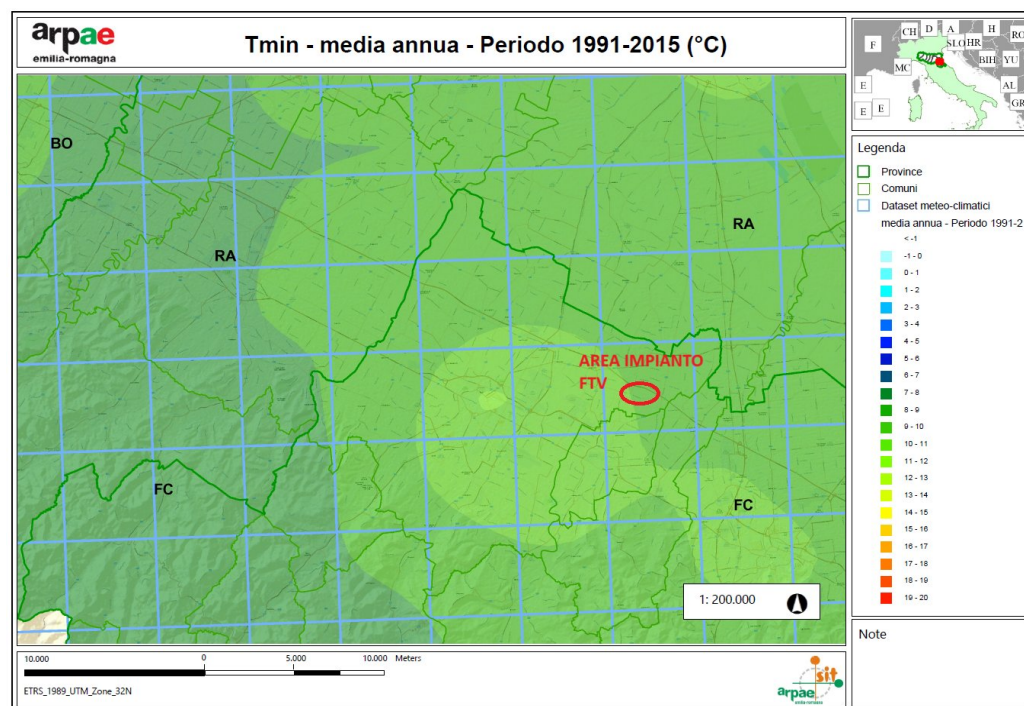 arpae
emilia-romagna
Tmin - media annua - Periodo 1991-2015 (°C)
CH
D
A
H
RO
F
SLO
HR
MC
BIH
YU
E
AL
E
E
GR
BO
RA
RA
AREA IMPIANTO
FTV
FC
FC
1: 200.000
Legenda
Province
Comuni
Dataset meteo-climatici
media annua - Periodo 1991-2
< -1
-1 - 0
0 - 1
1 - 2
2 - 3
3 - 4
4 - 5
5 - 6
6 - 7
7 - 8
8 - 9
9 - 10
10 - 11
11 - 12
12 - 13
13 - 14
14 - 15
15 - 16
16 - 17
17 - 18
18 - 19
19 - 20
Note
10.000 0 5.000 10.000 Meters
ETRS_1989_UTM_Zone_32N
sit
arpae
emilia-romagna